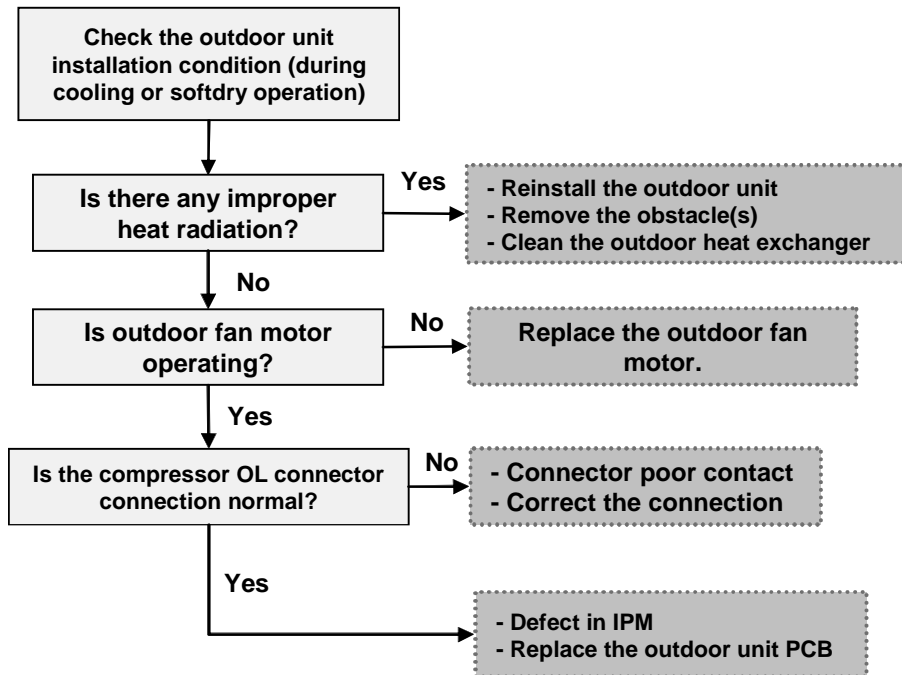 Check the outdoor unit
installation condition (during
cooling or softdry operation)
Is there any improper
heat radiation?
Yes
- Reinstall the outdoor unit
- Remove the obstacle(s)
- Clean the outdoor heat exchanger
No
Is outdoor fan motor
operating?
No
Replace the outdoor fan
motor.
Yes
Is the compressor OL connector
connection normal?
No
- Connector poor contact
- Correct the connection
Yes
- Defect in IPM
- Replace the outdoor unit PCB